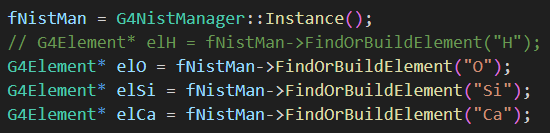 fNistMan = G4NistManager::Instance();
// G4Element* elH = fNistMan->FindOrBuildElement("H");
G4Element* elO = fNistMan->FindOrBuildElement("O");
G4Element* elSi = fNistMan->FindOrBuildElement("Si");
G4Element* elCa = fNistMan->FindOrBuildElement("Ca");